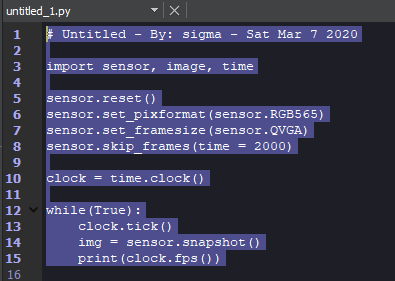 untitled_1.py
1 # Untitled - By: sigma - Sat Mar 7 2020
2
3 import sensor, image, time
4
5 sensor.reset()
6 sensor.set_pixformat(sensor.RGB565)
7 sensor.set_framesize(sensor.QVGA)
8 sensor.skip_frames(time = 2000)
9
10 clock = time.clock()
11
12 while(True):
13     clock.tick()
14     img = sensor.snapshot()
15     print(clock.fps())
16